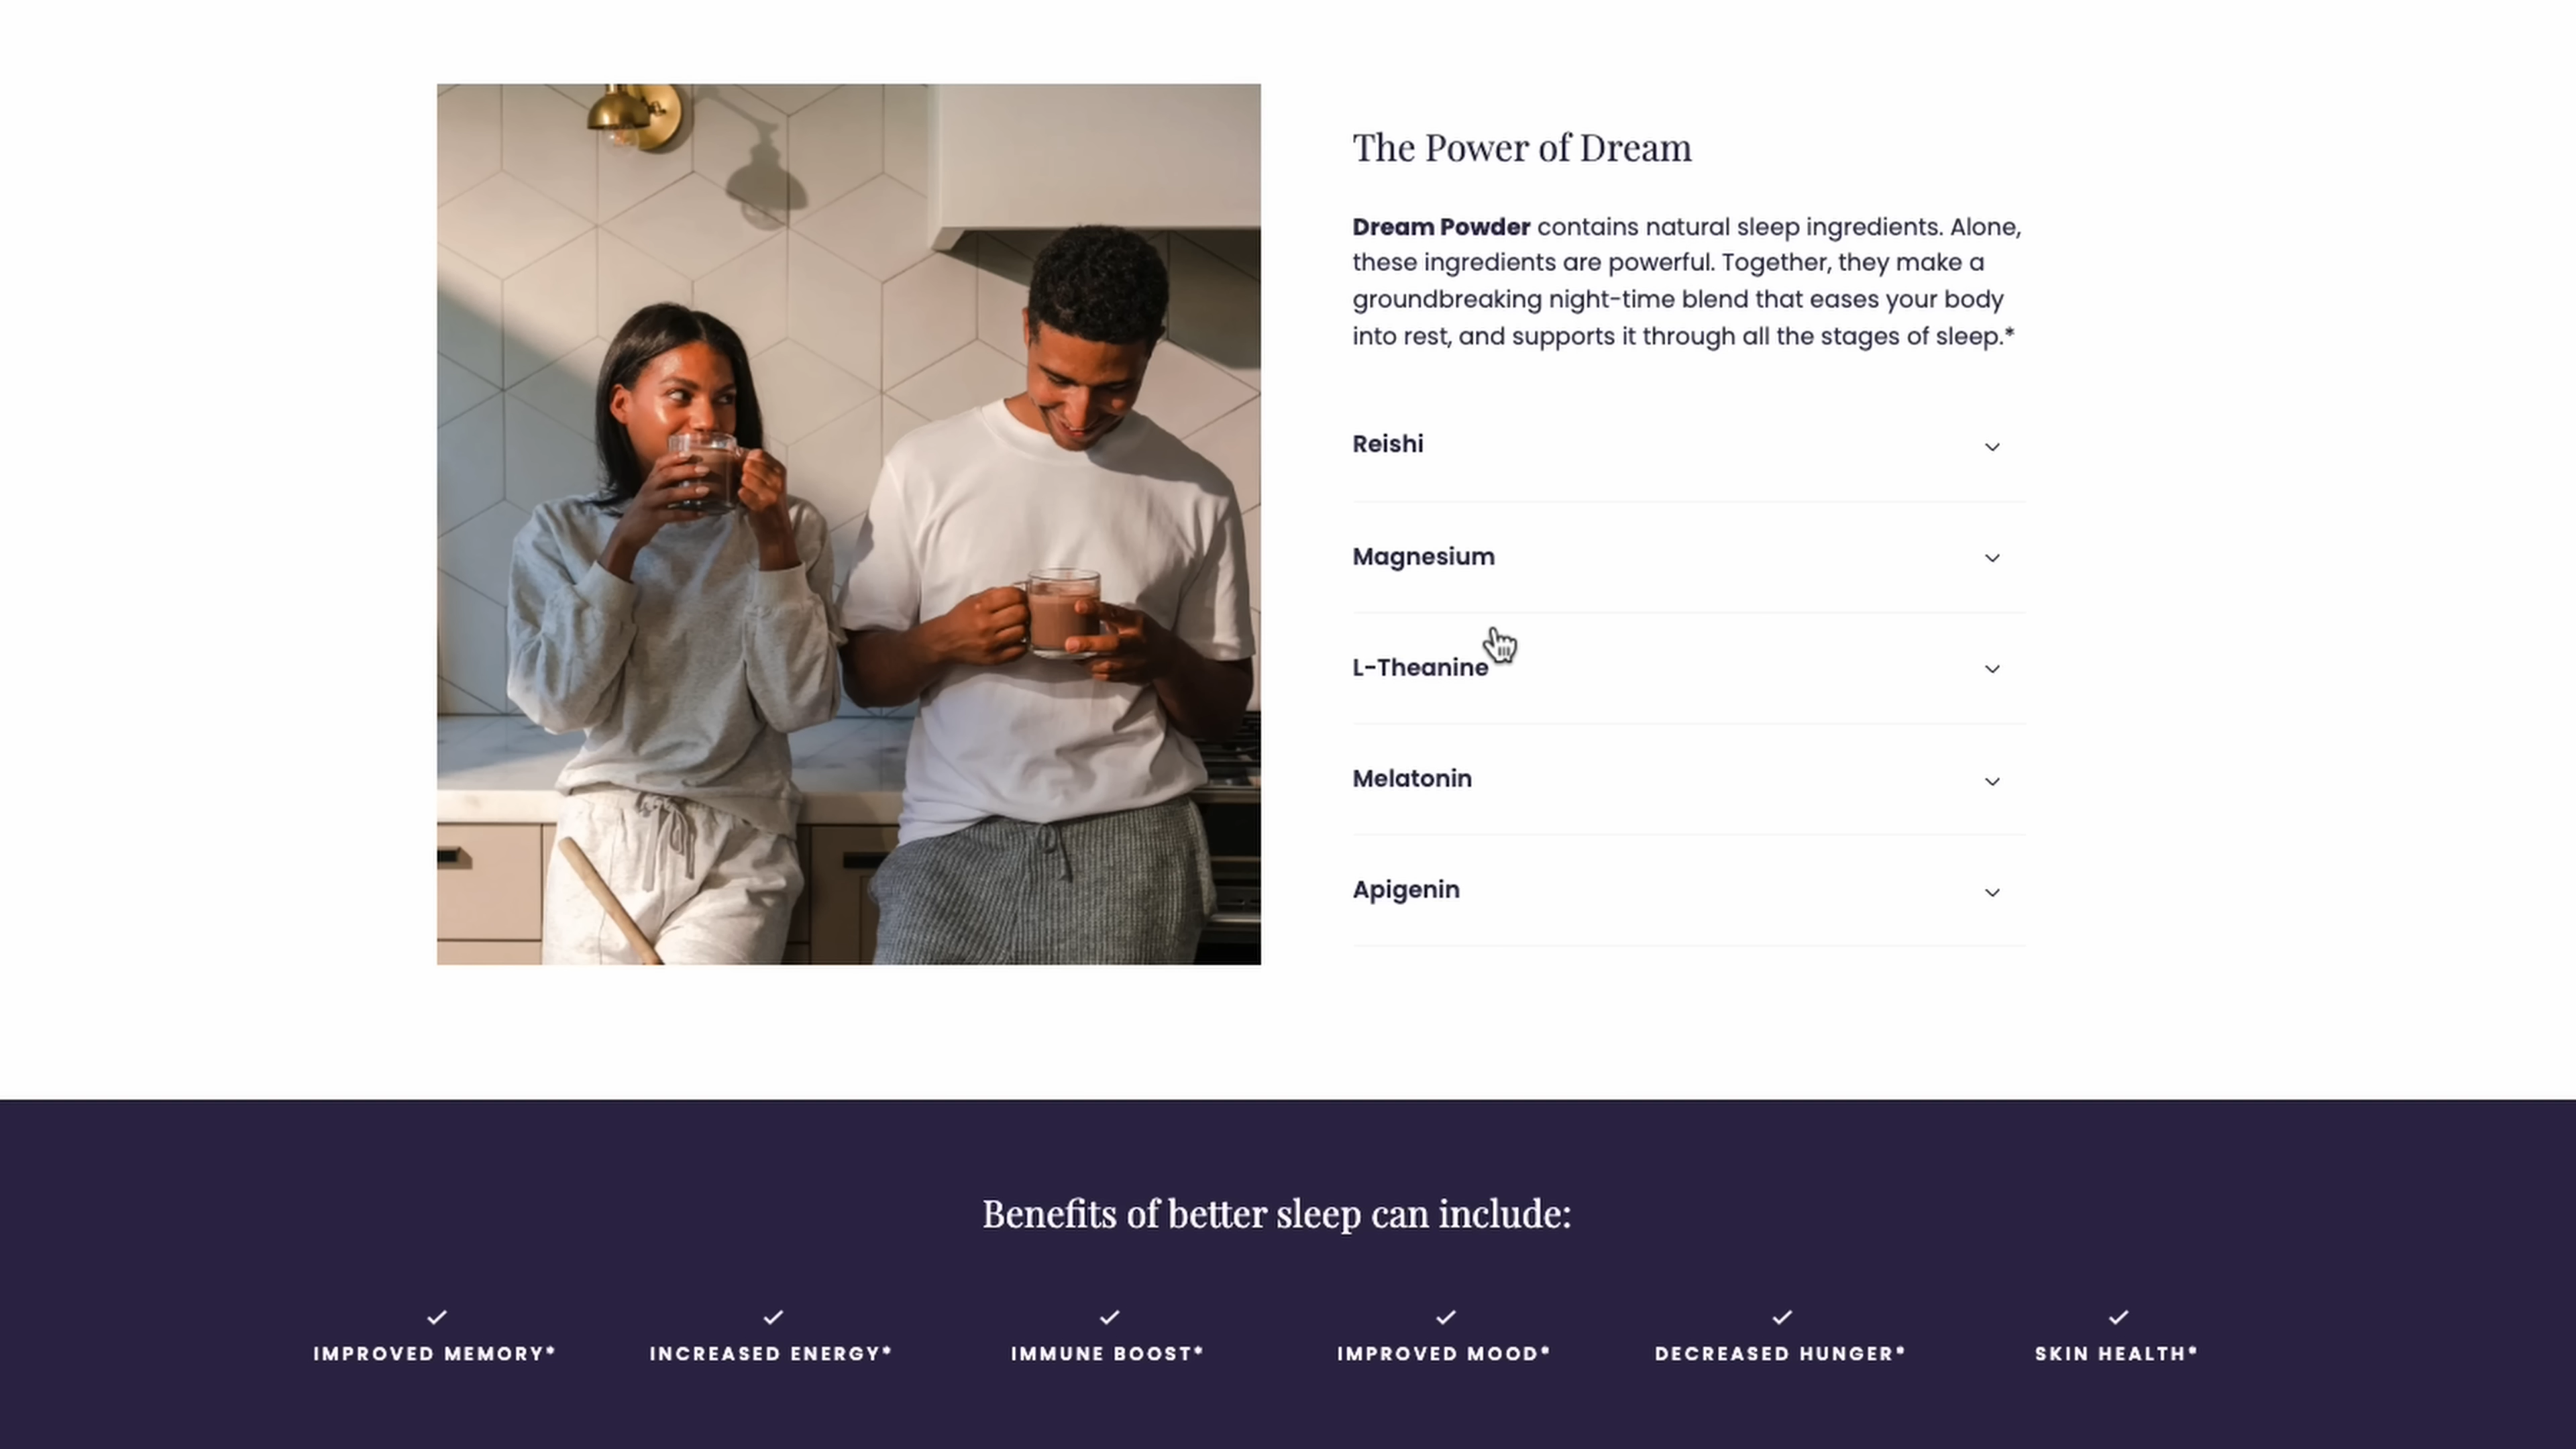 The Power of Dream
Dream Powder contains natural sleep ingredients. Alone,
these ingredients are powerful. Together, they make a
groundbreaking night-time blend that eases your body
into rest, and supports it through all the stages of sleep.*
Reishi
Magnesium
L-Theanine
Melatonin
Apigenin
Benefits of better sleep can include:
IMPROVED MEMORY*
INCREASED ENERGY*
IMMUNE BOOST*
IMPROVED MOOD*
DECREASED HUNGER*
SKIN HEALTH*